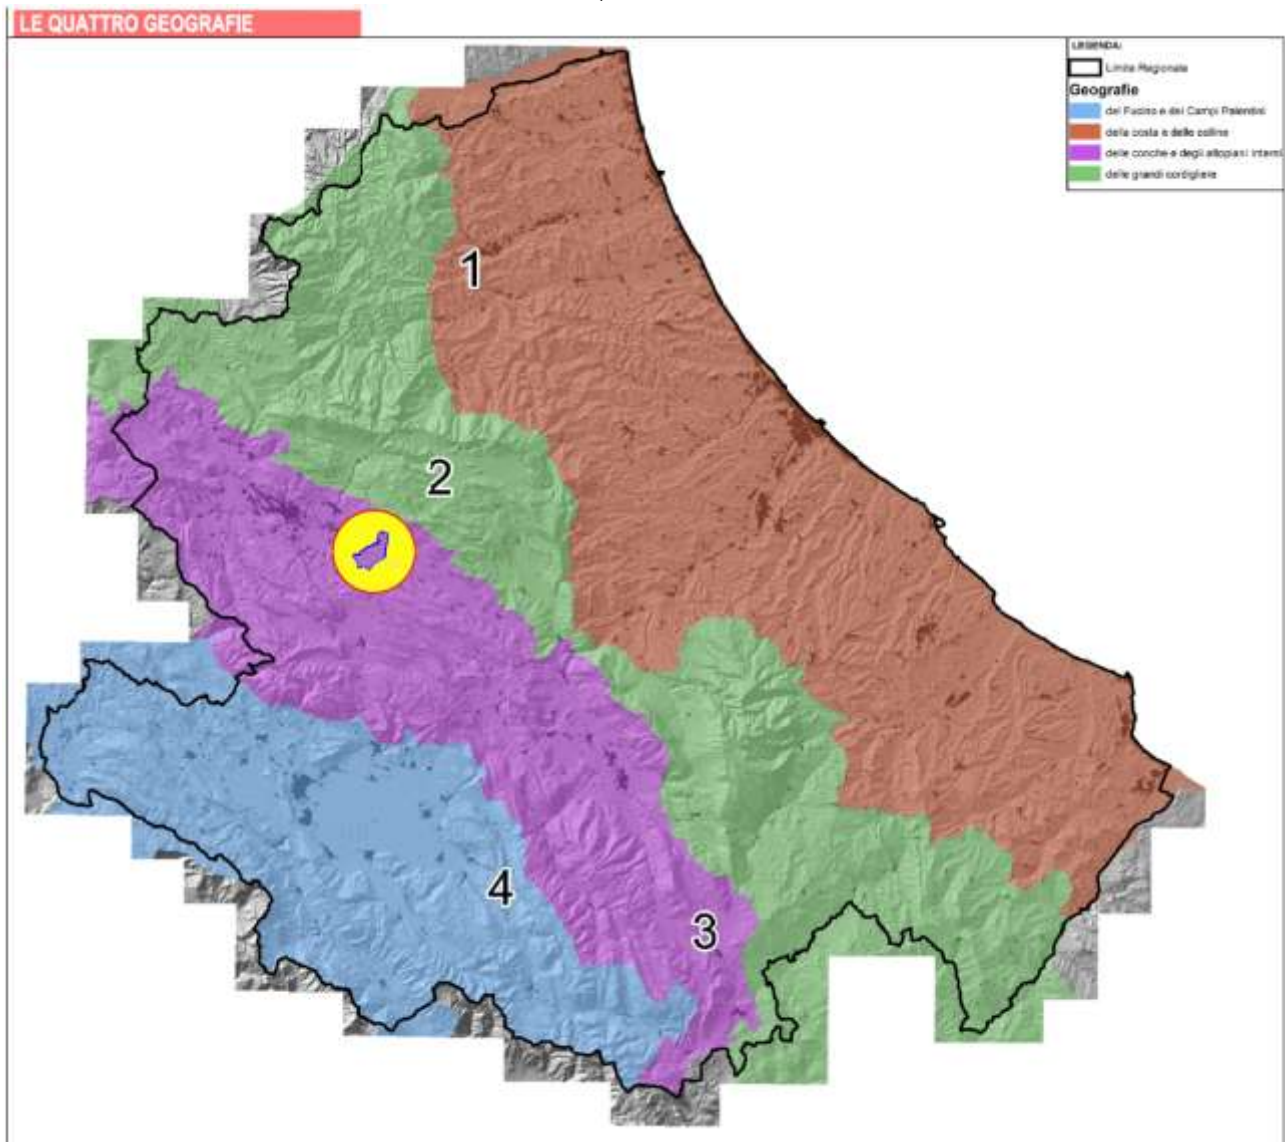 LE QUATTRO GEOGRAFIE
LEGENDA:
Limite Regionale
Geografie
del Fucino e dei Campi Palentini
della costa e delle colline
delle conche e degli altopiani interni
delle grandi cordigliere
1
2
4
3